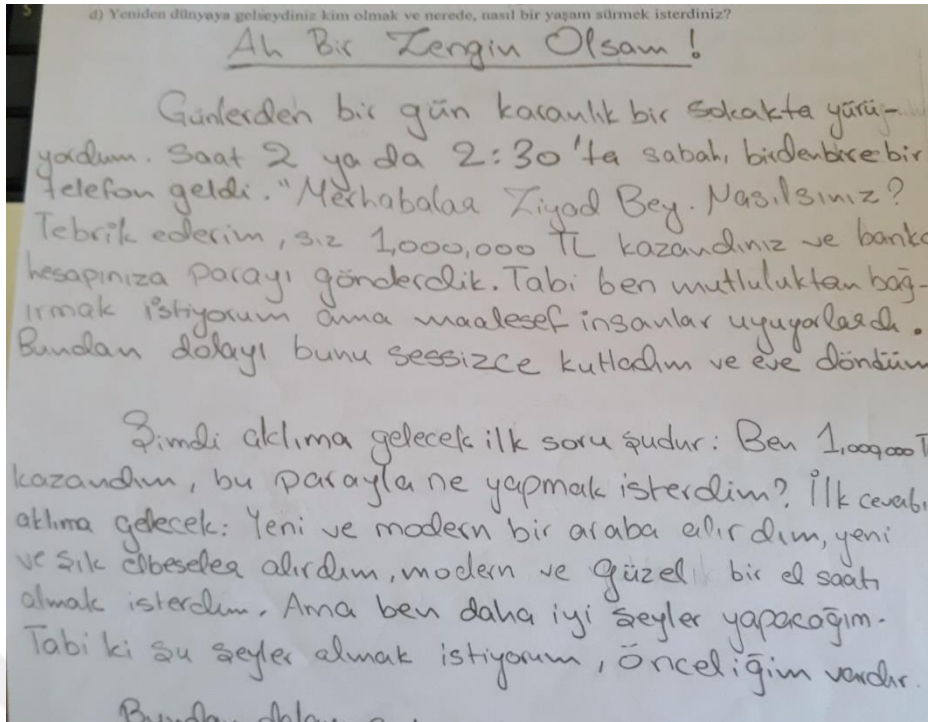 d) Yeniden dünyaya gelseydiniz kim olmak ve nerede, nasıl bir yaşam sürmek isterdiniz?
Ah Bir Zengin Olsam !
Günlerden bir gün karanlık bir sokakta yürü-
yordum. Saat 2 ya da 2:30'ta sabah, birdenbire bir
telefon geldi. "Merhabalar Ziyad Bey. Nasılsınız?
Tebrik ederim, siz 1,000,000 TL kazandınız ve banka
hesapınıza parayı gönderdik. Tabi ben mutluluktan bağ-
ırmak istiyorum ama maalesef insanlar uyuyorlardı.
Bundan dolayı bunu sessizce kutladım ve eve döndüm
Şimdi aklıma gelecek ilk soru şudur: Ben 1,000,000 T
kazandım, bu parayla ne yapmak isterdim? İlk cevabı
aklıma gelecek: Yeni ve modern bir araba alırdım, yeni
ve şık elbeseler alırdım, modern ve güzel bir el saatı
almak isterdim. Ama ben daha iyi şeyler yapacağım.
Tabi ki şu şeyler almak istiyorum, önceliğim vardır.
Bundan